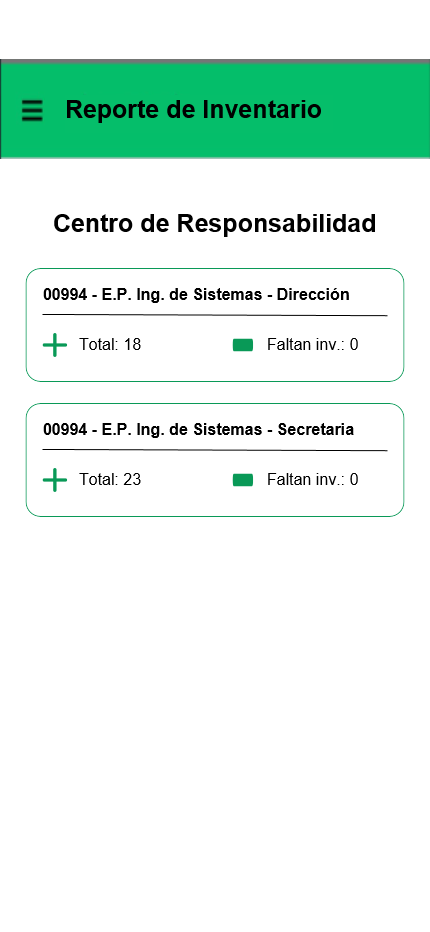 Reporte de Inventario
Centro de Responsabilidad
00994 - E.P. Ing. de Sistemas - Dirección
Total: 18
Faltan inv.: 0
00994 - E.P. Ing. de Sistemas - Secretaria
Total: 23
Faltan inv.: 0